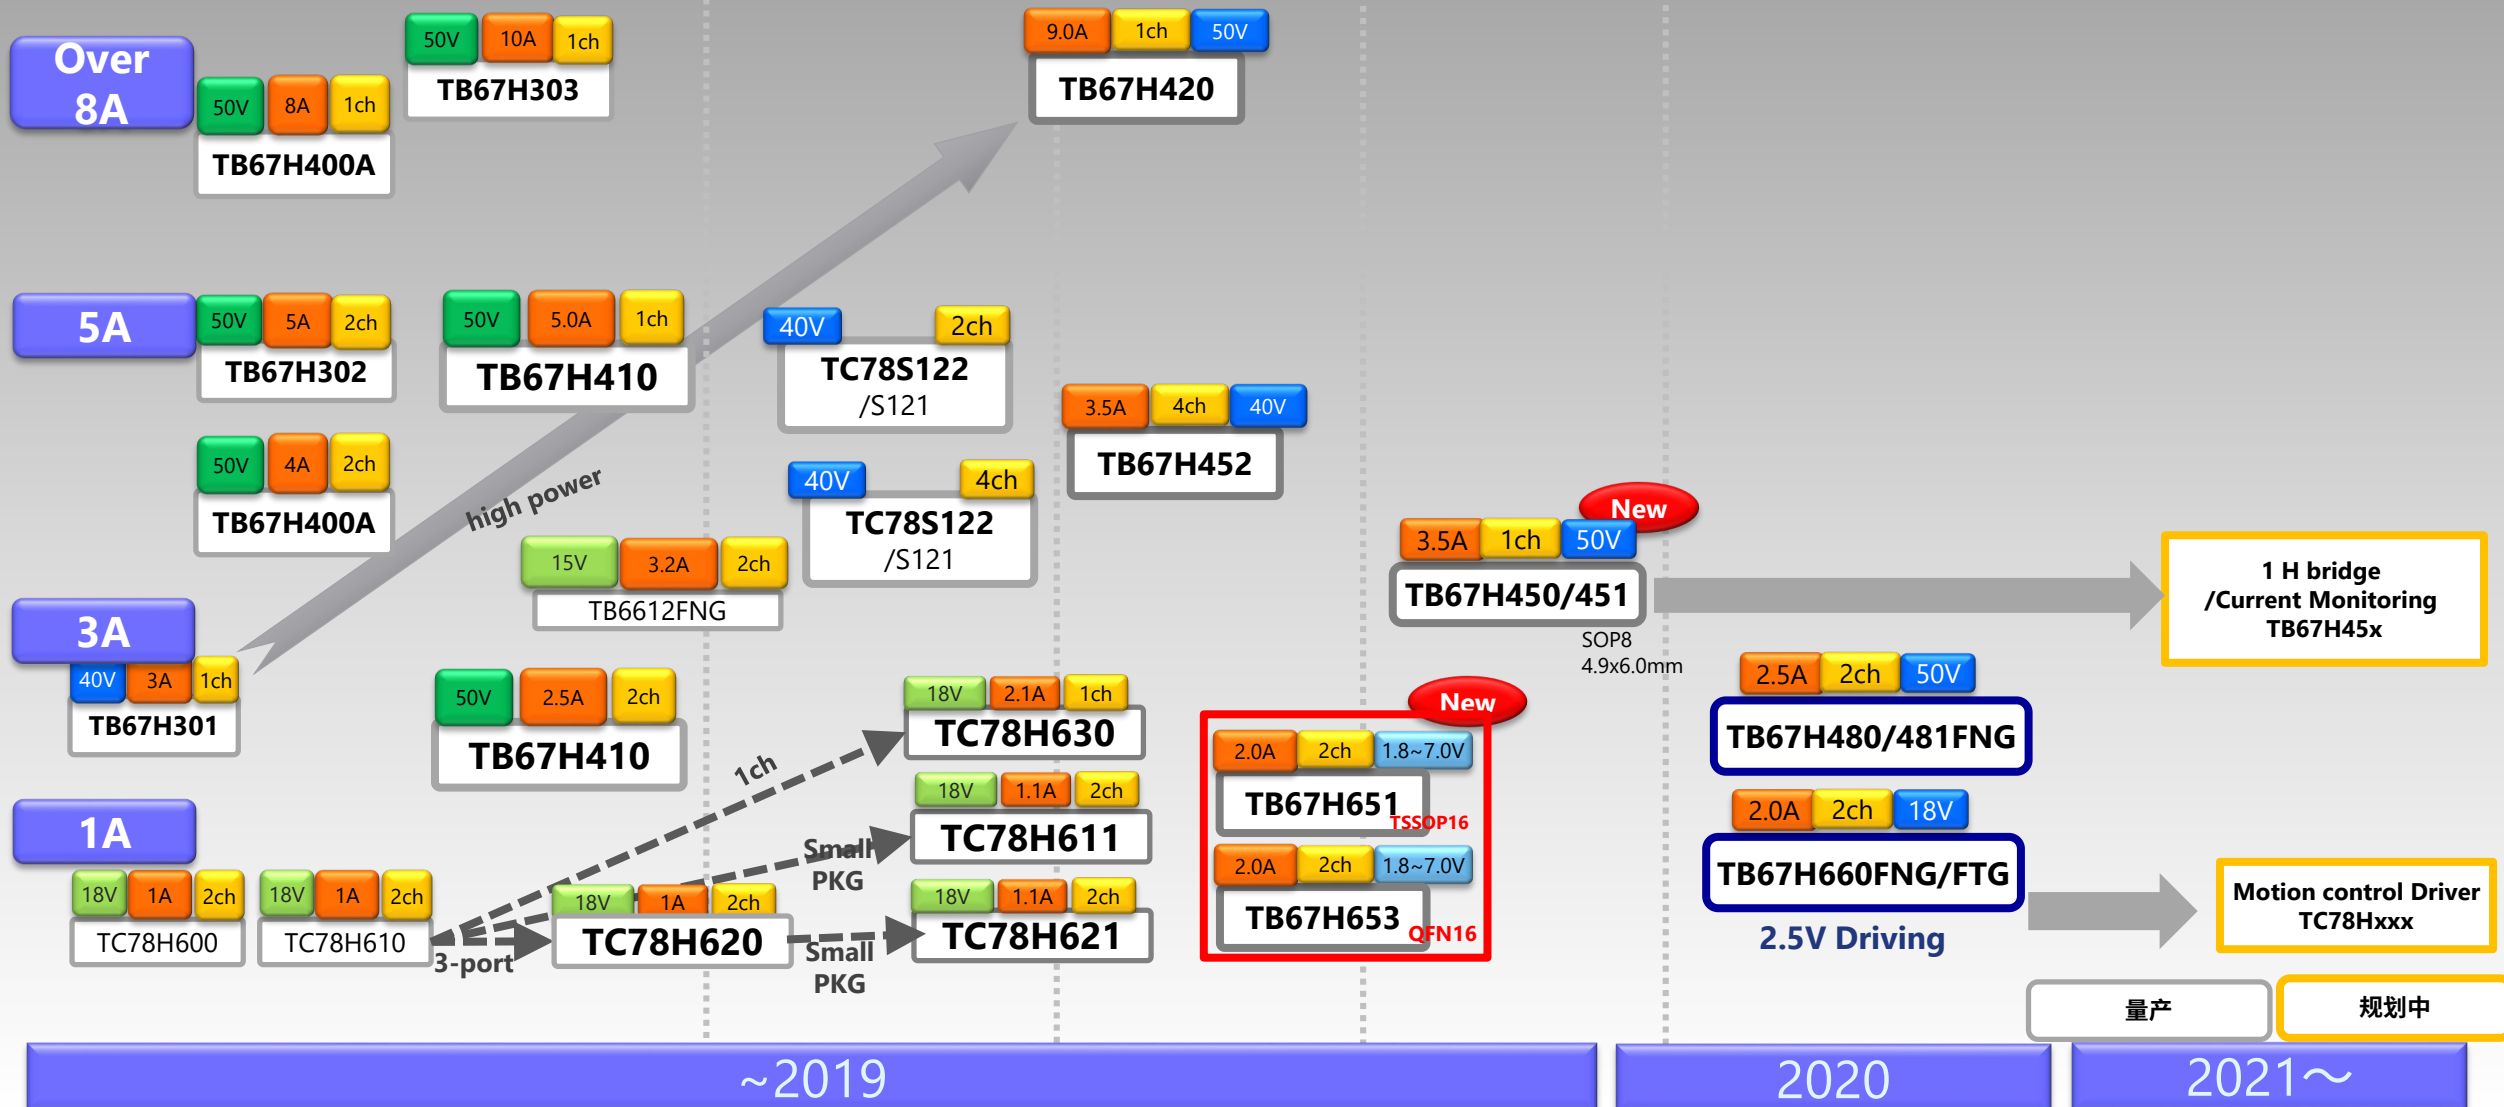 Over
8A
50V 8A 1ch
TB67H400A
50V 10A 1ch
TB67H303
9.0A 1ch 50V
TB67H420
5A
50V 5A 2ch
TB67H302
50V 5.0A 1ch
TB67H410
40V 2ch
TC78S122
/S121
3.5A 4ch 40V
TB67H452
50V 4A 2ch
TB67H400A
high power
40V 4ch
TC78S122
/S121
15V 3.2A 2ch
TB6612FNG
New
3.5A 1ch 50V
TB67H450/451
SOP8
4.9x6.0mm
1 H bridge
/Current Monitoring
TB67H45x
3A
40V 3A 1ch
TB67H301
50V 2.5A 2ch
TB67H410
18V 2.1A 1ch
TC78H630
1ch
New
2.0A 2ch 1.8~7.0V
TB67H651
TSSOP16
2.5A 2ch 50V
TB67H480/481FNG
1A
18V 1.1A 2ch
TC78H611
Small
PKG
2.0A 2ch 1.8~7.0V
TB67H653
QFN16
2.0A 2ch 18V
TB67H660FNG/FTG
2.5V Driving
Motion control Driver
TC78Hxxx
18V 1A 2ch
TC78H600
18V 1A 2ch
TC78H610
3-port
18V 1A 2ch
TC78H620
Small
PKG
18V 1.1A 2ch
TC78H621
量产
规划中
~2019
2020
2021～